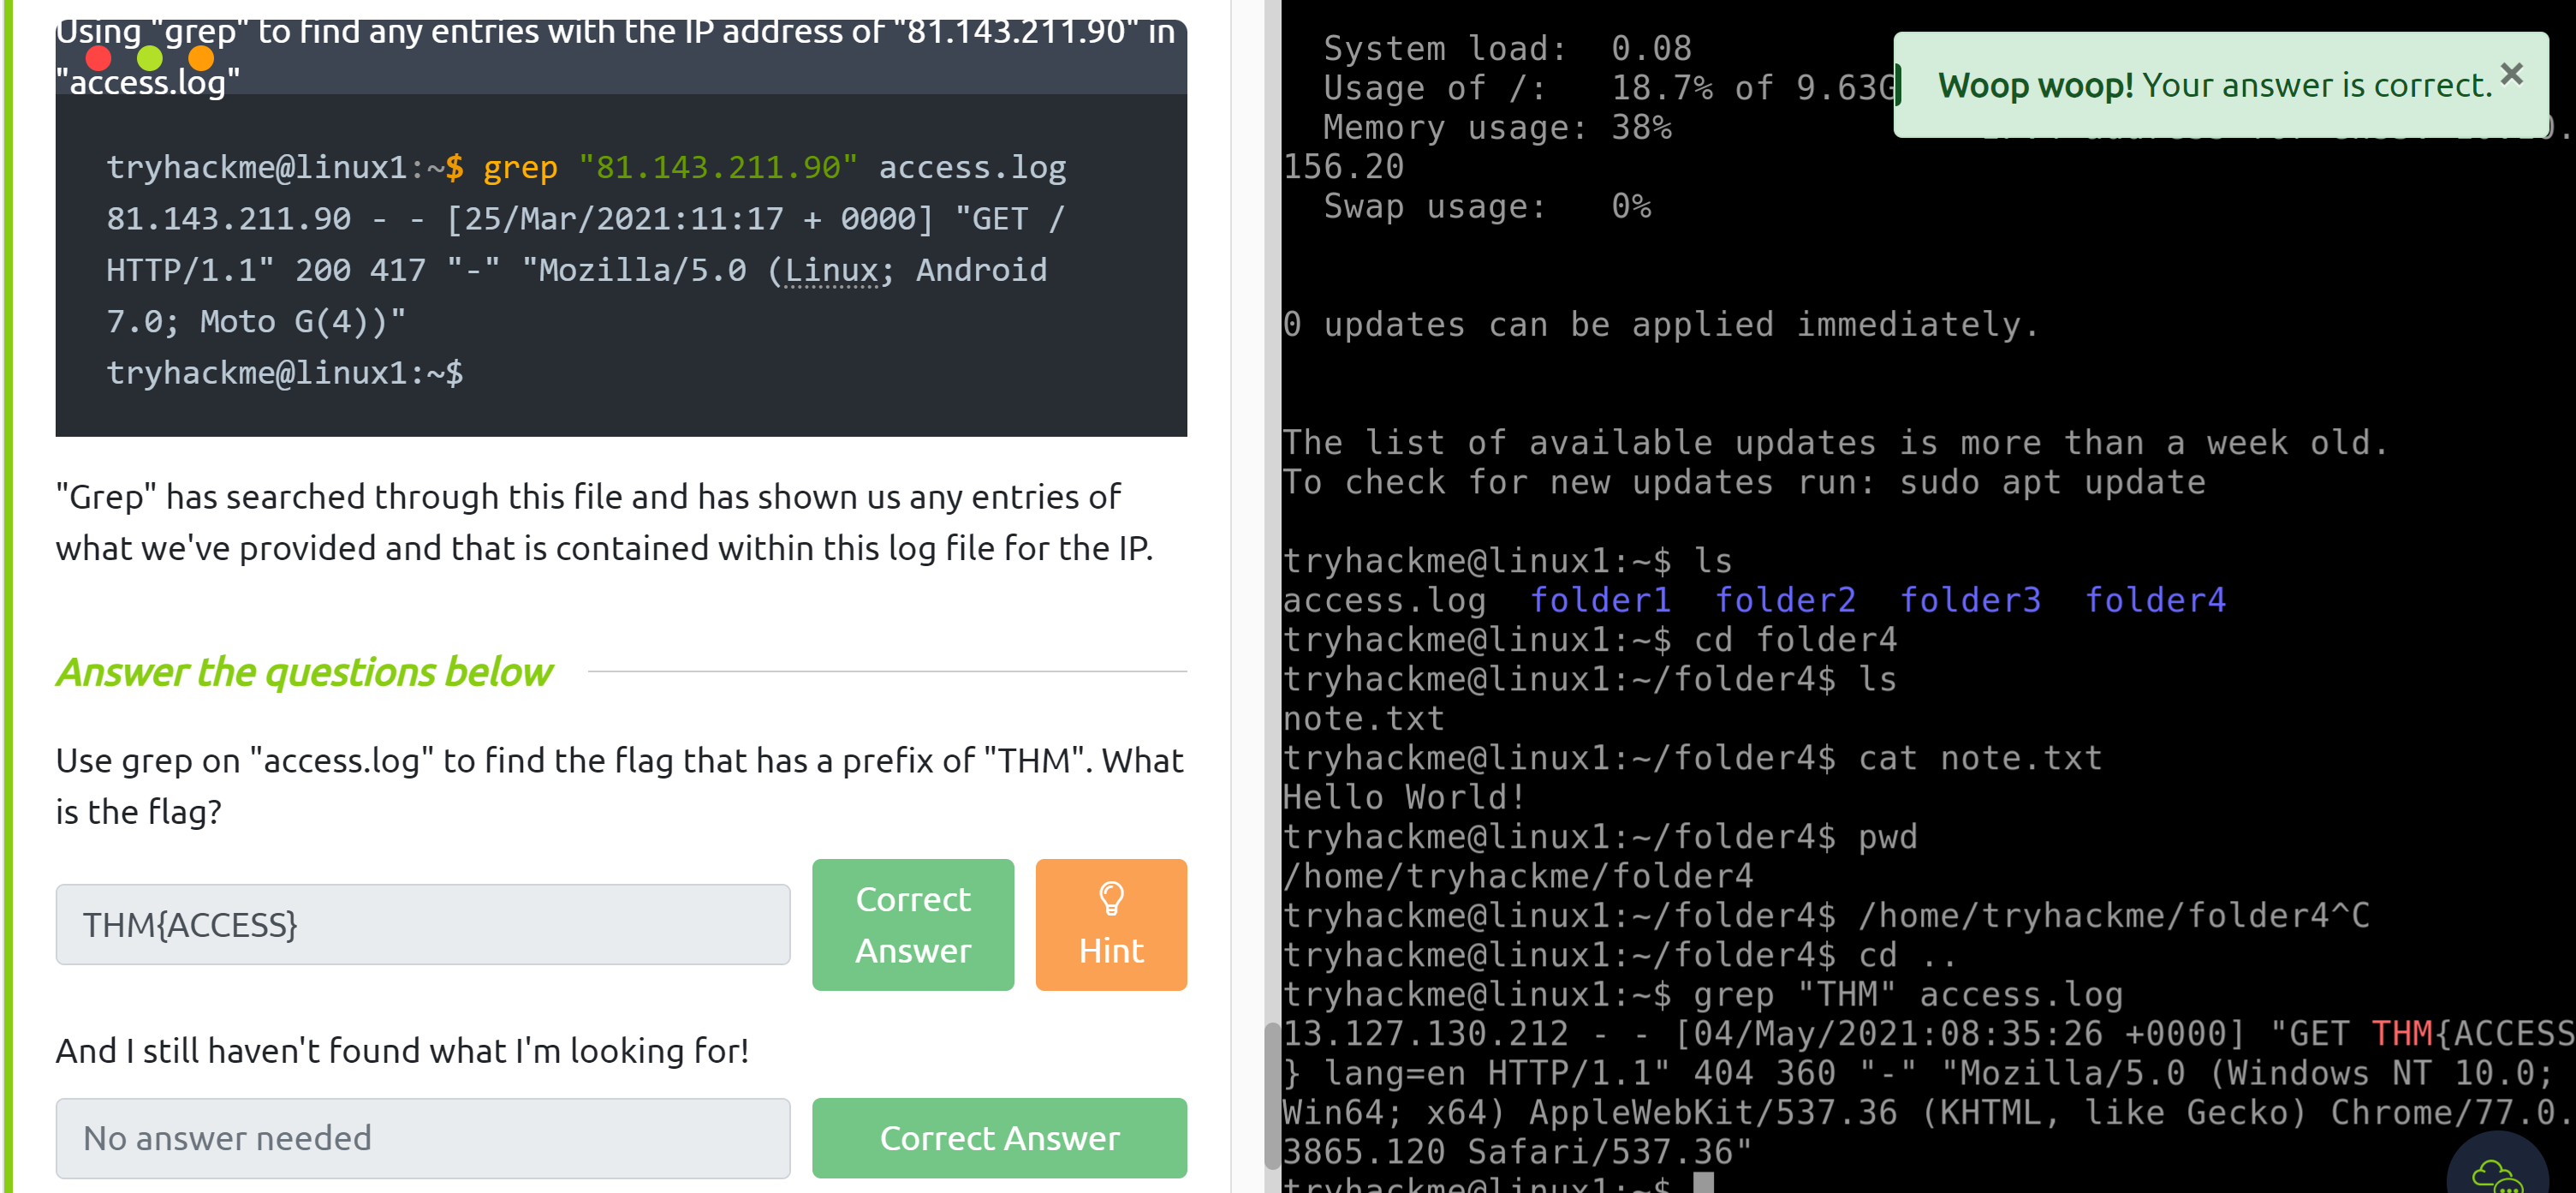 Using "grep" to find any entries with the IP address of "81.143.211.90" in
"access.log"
tryhackme@linux1:~$ grep "81.143.211.90" access.log
81.143.211.90 - - [25/Mar/2021:11:17 + 0000] "GET /
HTTP/1.1" 200 417 "-" "Mozilla/5.0 (Linux; Android
7.0; Moto G(4))"
tryhackme@linux1:~$
"Grep" has searched through this file and has shown us any entries of
what we've provided and that is contained within this log file for the IP.
Answer the questions below
Use grep on "access.log" to find the flag that has a prefix of "THM". What
is the flag?
THM{ACCESS}
Correct
Answer
Hint
And I still haven't found what I'm looking for!
No answer needed
Correct Answer
System load: 0.08
Usage of /: 18.7% of 9.63G
Memory usage: 38%
156.20
Swap usage: 0%
Woop woop! Your answer is correct. ×
0 updates can be applied immediately.
The list of available updates is more than a week old.
To check for new updates run: sudo apt update
tryhackme@linux1:~$ ls
access.log folder1 folder2 folder3 folder4
tryhackme@linux1:~$ cd folder4
tryhackme@linux1:~/folder4$ ls
note.txt
tryhackme@linux1:~/folder4$ cat note.txt
Hello World!
tryhackme@linux1:~/folder4$ pwd
/home/tryhackme/folder4
tryhackme@linux1:~/folder4$ /home/tryhackme/folder4^C
tryhackme@linux1:~/folder4$ cd ..
tryhackme@linux1:~$ grep "THM" access.log
13.127.130.212 - - [04/May/2021:08:35:26 +0000] "GET THM{ACCESS
} lang=en HTTP/1.1" 404 360 "-" "Mozilla/5.0 (Windows NT 10.0;
Win64; x64) AppleWebKit/537.36 (KHTML, like Gecko) Chrome/77.0.
3865.120 Safari/537.36"
tryhackme@linux1:~$